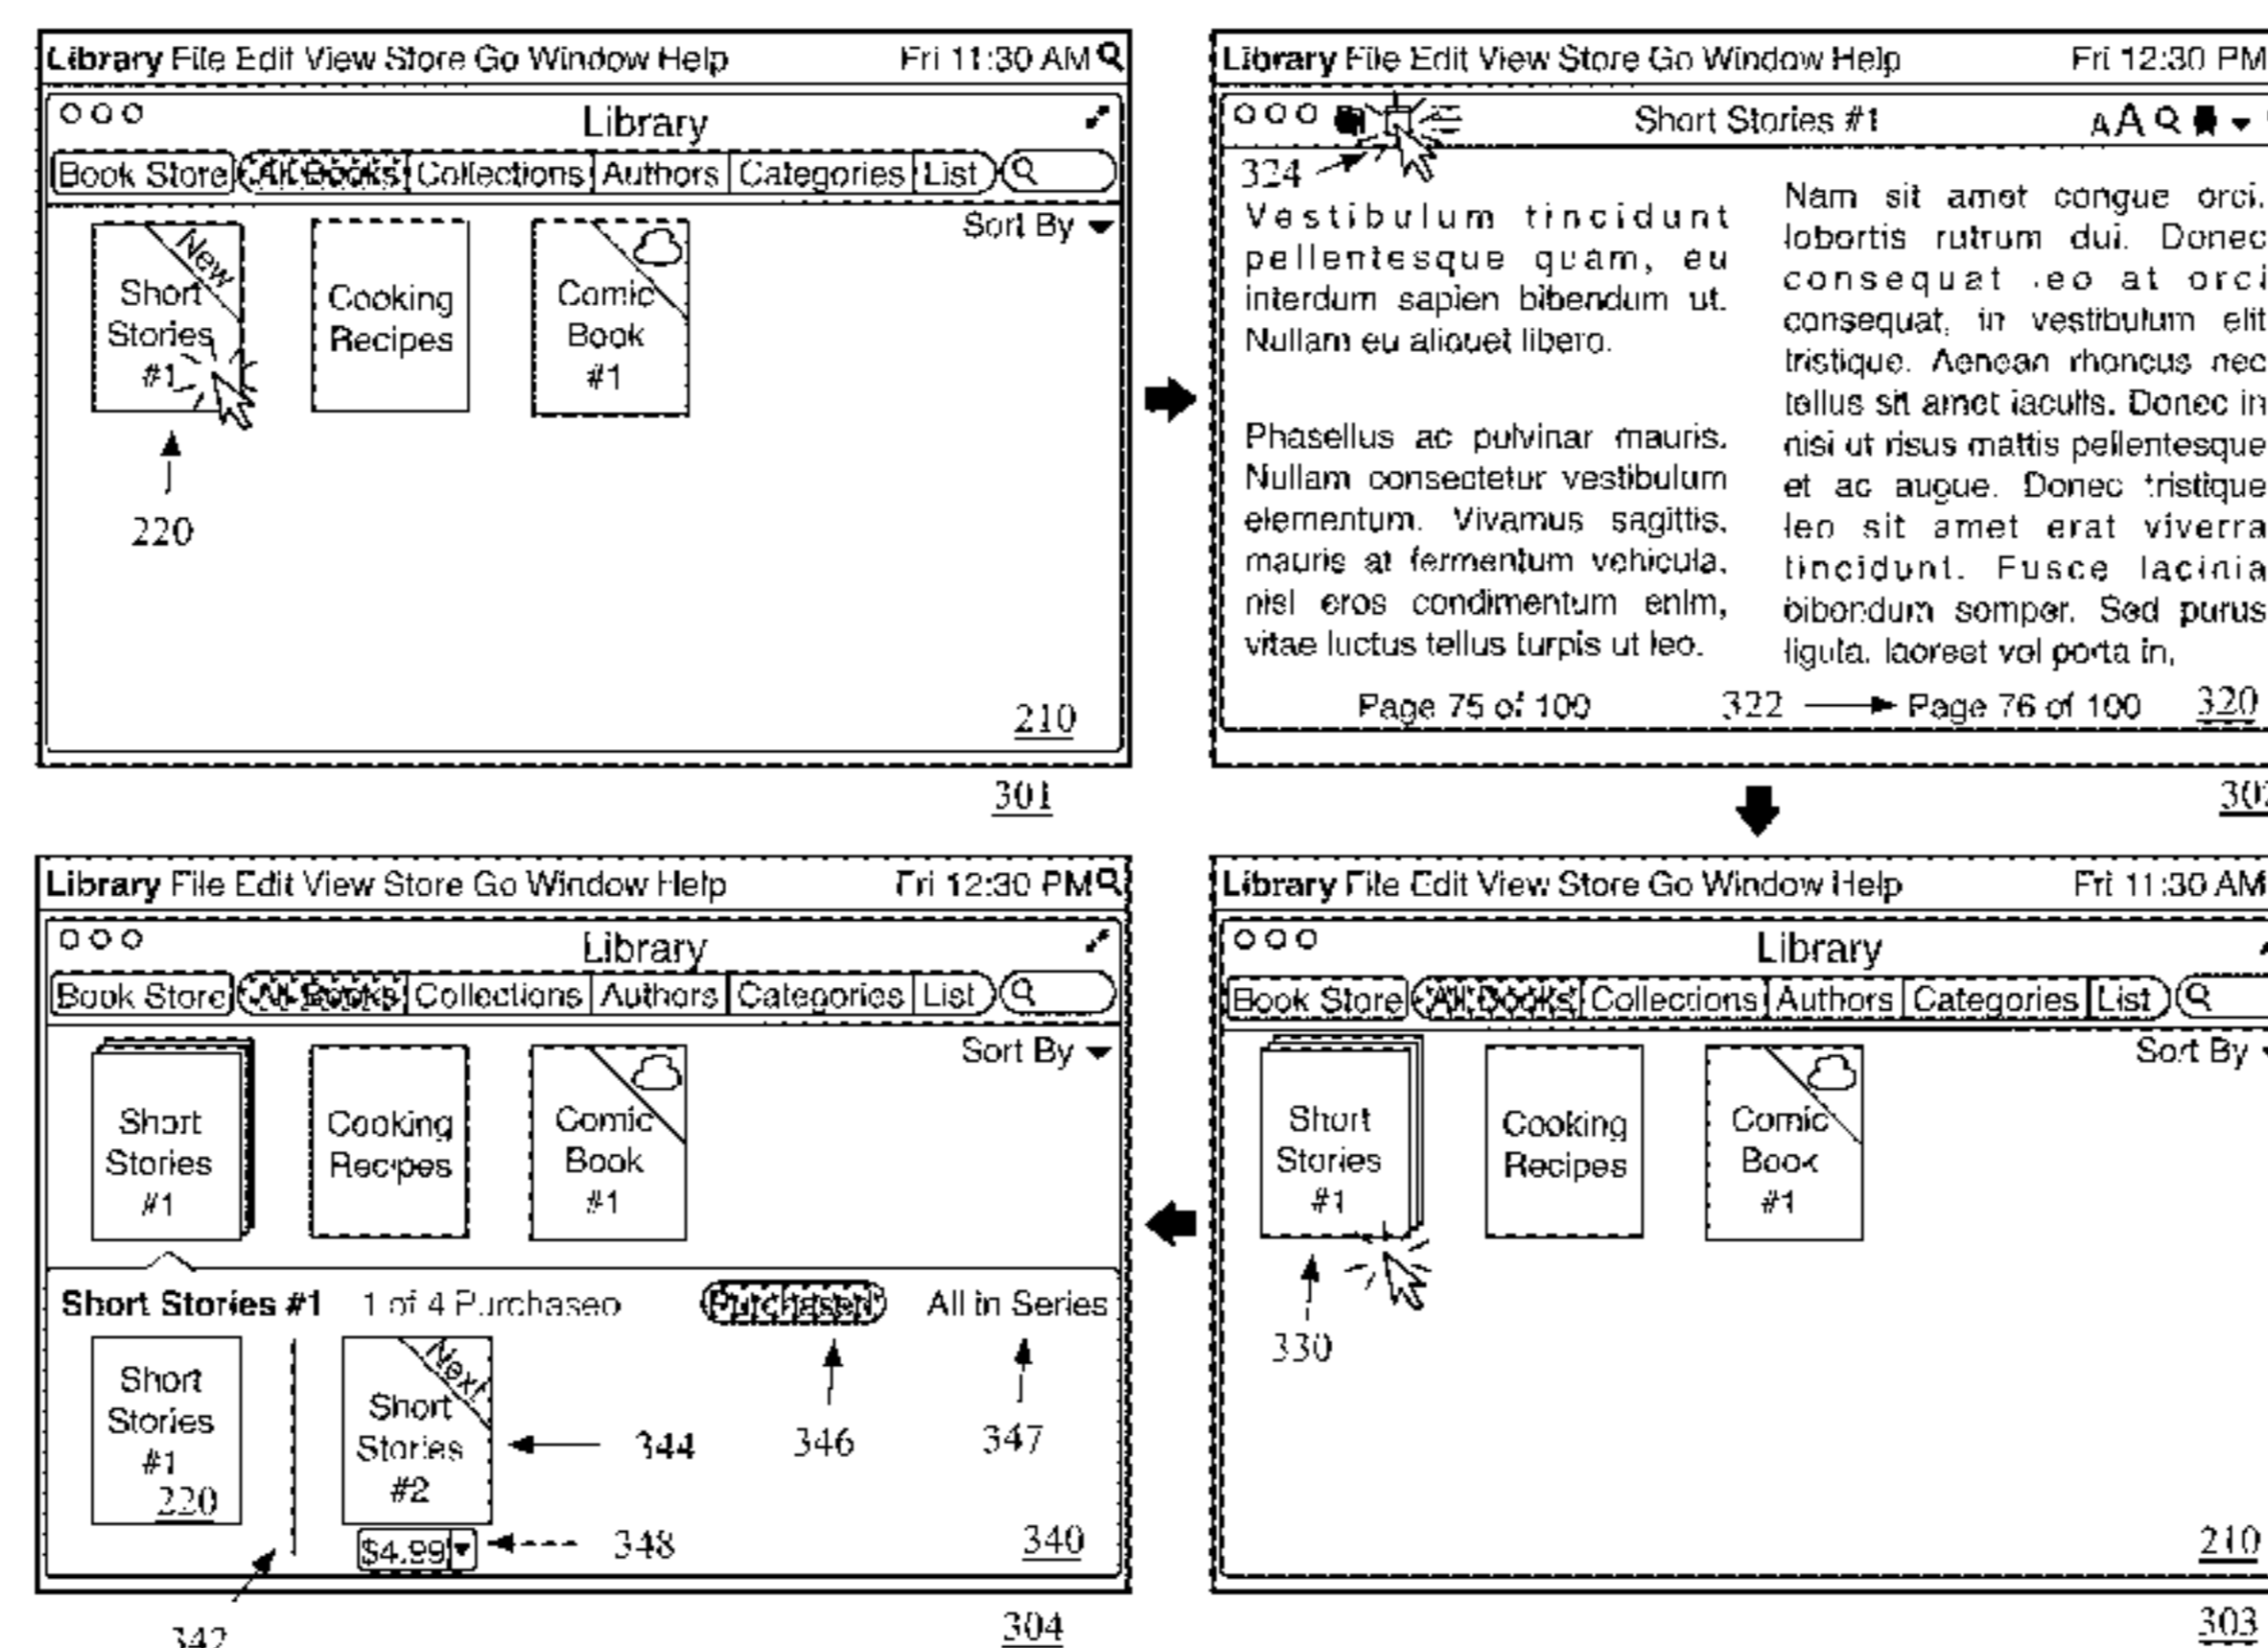 Library File Edit View Store Go Window Help Fri 11:30 AM
Library
Book Store All Books Collections Authors Categories List
Sort By
New
Short
Stories
#1
Cooking
Recipes
Comic
Book
#1
220
210
301
Library File Edit View Store Go Window Help Fri 12:30 PM
Short Stories #1 AA
324
Vestibulum tincidunt
pellentesque quam, eu
interdum sapien bibendum ut.
Nullam eu aliquet libero.
Phasellus ac pulvinar mauris.
Nullam consectetur vestibulum
elementum. Vivamus sagittis,
mauris at fermentum vehicula,
nisl eros condimentum enim,
vitae luctus tellus turpis ut leo.
Page 75 of 100
Nam sit amet congue orci,
lobortis rutrum dui. Donec
consequat leo at orci
consequat, in vestibulum elit
tristique. Aenean rhoncus nec
tellus sit amet iaculis. Donec in
nisi ut risus mattis pellentesque
et ac augue. Donec tristique
leo sit amet erat viverra
tincidunt. Fusce lacinia
bibendum semper. Sed purus
ligula, laoreet vel porta in,
322
Page 76 of 100
320
302
Library File Edit View Store Go Window Help Fri 12:30 PM
Library
Book Store All Books Collections Authors Categories List
Sort By
Short
Stories
#1
Cooking
Recipes
Comic
Book
#1
Short Stories #1 1 of 4 Purchased Purchased All in Series
Short
Stories
#1
220
Next
Short
Stories
#2
344
346
347
$4.99
348
340
342
304
Library File Edit View Store Go Window Help Fri 11:30 AM
Library
Book Store All Books Collections Authors Categories List
Sort By
Short
Stories
#1
Cooking
Recipes
Comic
Book
#1
330
210
303